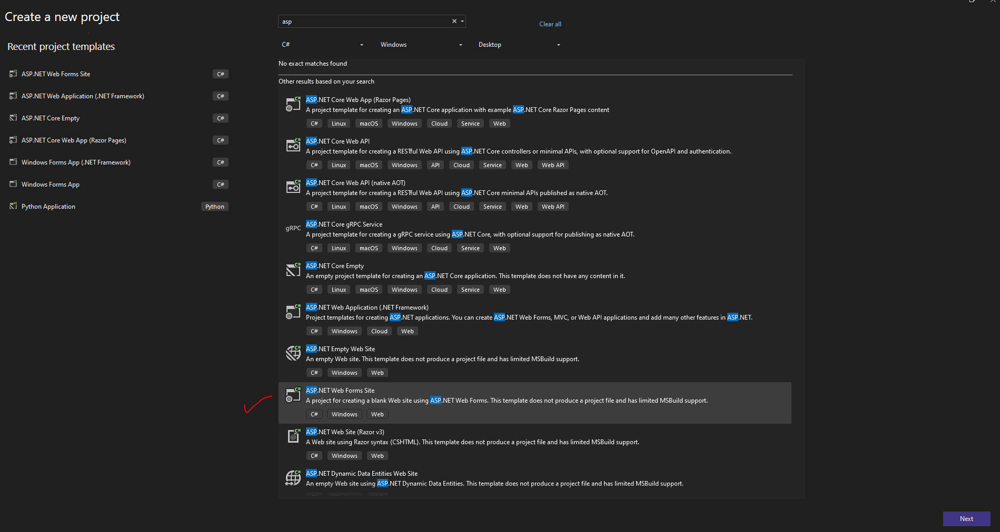 Create a new project
Recent project templates
ASP.NET Web Forms Site C#
ASP.NET Web Application (.NET Framework) C#
ASP.NET Core Empty C#
ASP.NET Core Web App (Razor Pages) C#
Windows Forms App (.NET Framework) C#
Windows Forms App C#
Python Application Python
asp
Clear all
C# Windows Desktop
No exact matches found
Other results based on your search
C# ASP.NET Core Web App (Razor Pages)
A project template for creating an ASP.NET Core application with example ASP.NET Core Razor Pages content
C# Linux macOS Windows Cloud Service Web
C# ASP.NET Core Web API
A project template for creating a RESTful Web API using ASP.NET Core controllers or minimal APIs, with optional support for OpenAPI and authentication.
C# Linux macOS Windows API Cloud Service Web Web API
C# ASP.NET Core Web API (native AOT)
A project template for creating a RESTful Web API using ASP.NET Core minimal APIs published as native AOT.
C# Linux macOS Windows API Cloud Service Web Web API
gRPC ASP.NET Core gRPC Service
A project template for creating a gRPC service using ASP.NET Core, with optional support for publishing as native AOT.
C# Linux macOS Windows Cloud Service Web
C# ASP.NET Core Empty
An empty project template for creating an ASP.NET Core application. This template does not have any content in it.
C# Linux macOS Windows Cloud Service Web
C# ASP.NET Web Application (.NET Framework)
Project templates for creating ASP.NET applications. You can create ASP.NET Web Forms, MVC, or Web API applications and add many other features in ASP.NET.
C# Windows Cloud Web
C# ASP.NET Empty Web Site
An empty Web site. This template does not produce a project file and has limited MSBuild support.
C# Windows Web
C# ASP.NET Web Forms Site
A project for creating a blank Web site using ASP.NET Web Forms. This template does not produce a project file and has limited MSBuild support.
C# Windows Web
C# ASP.NET Web Site (Razor v3)
A Web site using Razor syntax (CSHTML). This template does not produce a project file and has limited MSBuild support.
C# Windows Web
C# ASP.NET Dynamic Data Entities Web Site
An empty Web site using ASP.NET Dynamic Data Entities. This template does not produce a project file and has limited MSBuild support.
Next